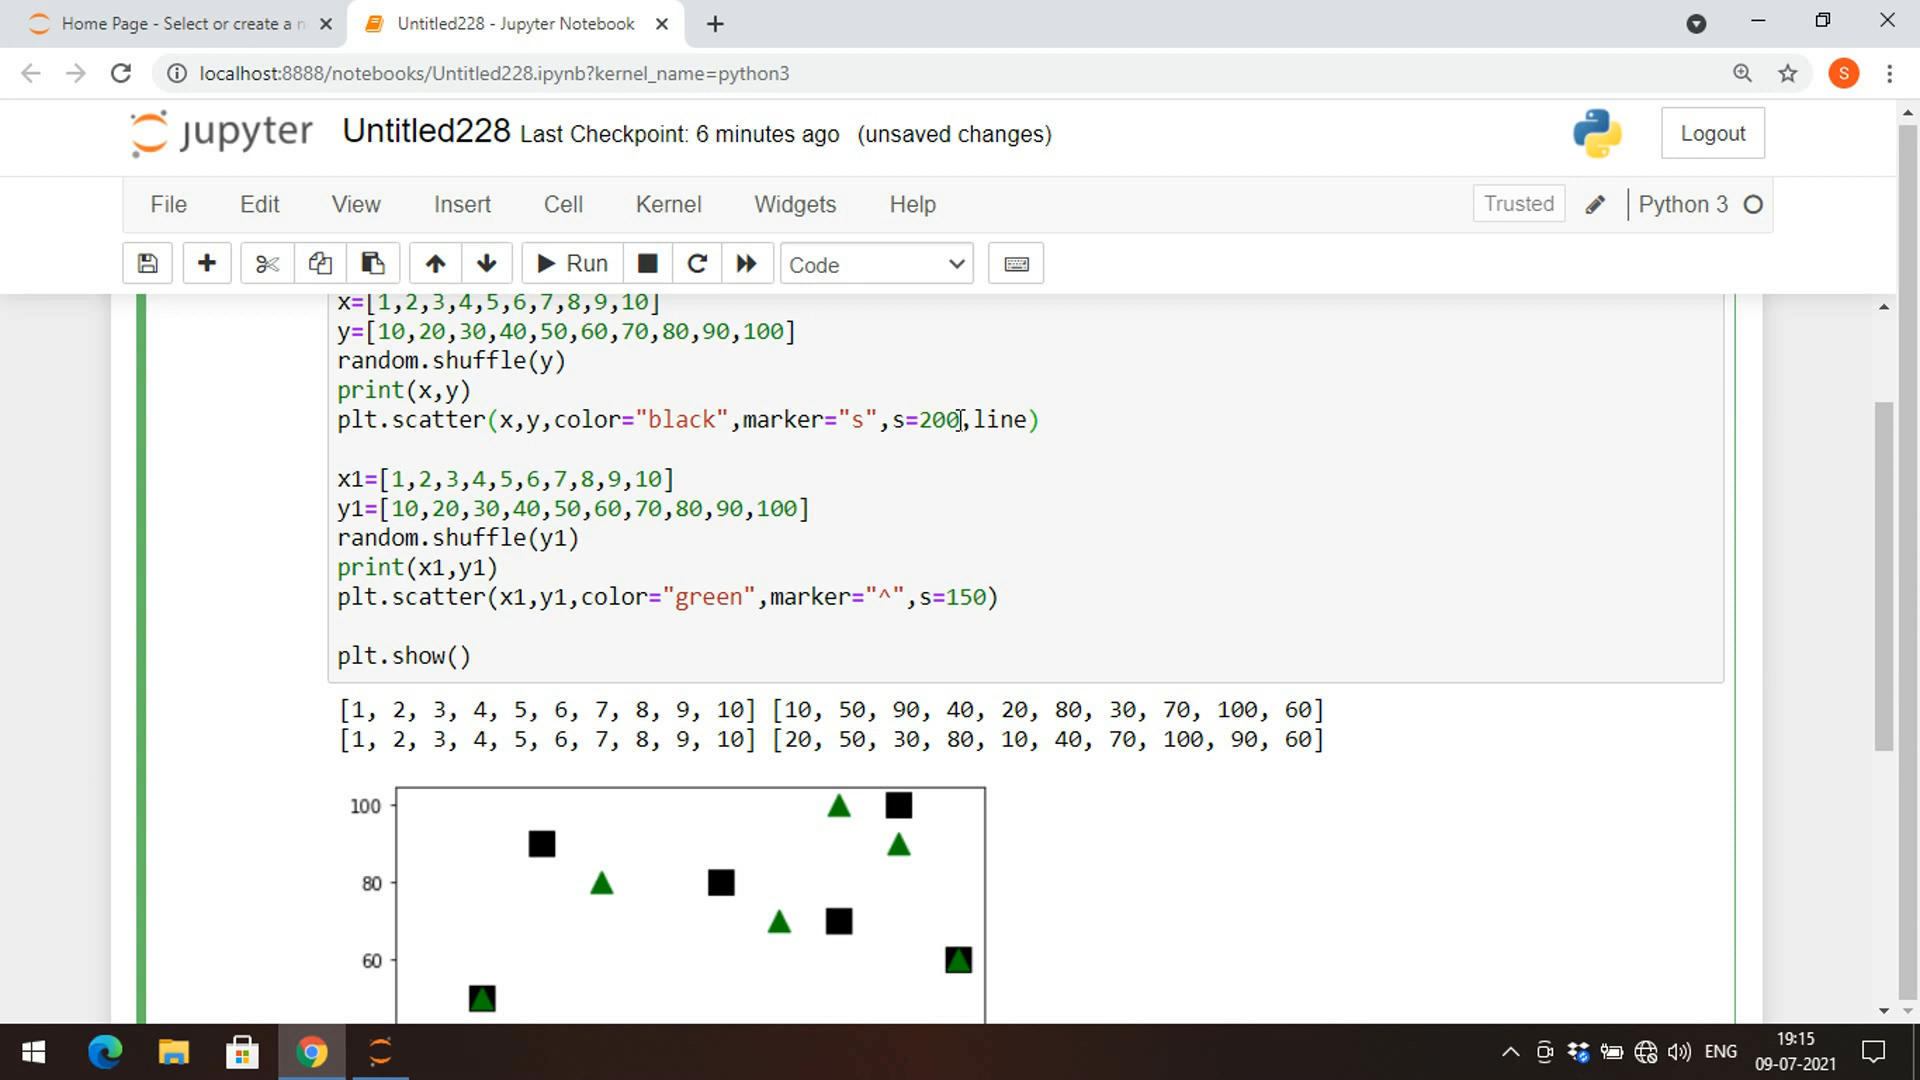 Home Page - Select or create a n
Untitled228 - Jupyter Notebook
localhost:8888/notebooks/Untitled228.ipynb?kernel_name=python3
S
jupyter
Untitled228 Last Checkpoint: 6 minutes ago (unsaved changes)
Logout
File Edit View Insert Cell Kernel Widgets Help
Trusted
Python 3
Run
Code
x=[1,2,3,4,5,6,7,8,9,10]
y=[10,20,30,40,50,60,70,80,90,100]
random.shuffle(y)
print(x,y)
plt.scatter(x,y,color="black",marker="s",s=200,line)
x1=[1,2,3,4,5,6,7,8,9,10]
y1=[10,20,30,40,50,60,70,80,90,100]
random.shuffle(y1)
print(x1,y1)
plt.scatter(x1,y1,color="green",marker="^",s=150)
plt.show()
[1, 2, 3, 4, 5, 6, 7, 8, 9, 10] [10, 50, 90, 40, 20, 80, 30, 70, 100, 60]
[1, 2, 3, 4, 5, 6, 7, 8, 9, 10] [20, 50, 30, 80, 10, 40, 70, 100, 90, 60]
100
80
60
ENG
19:15
09-07-2021